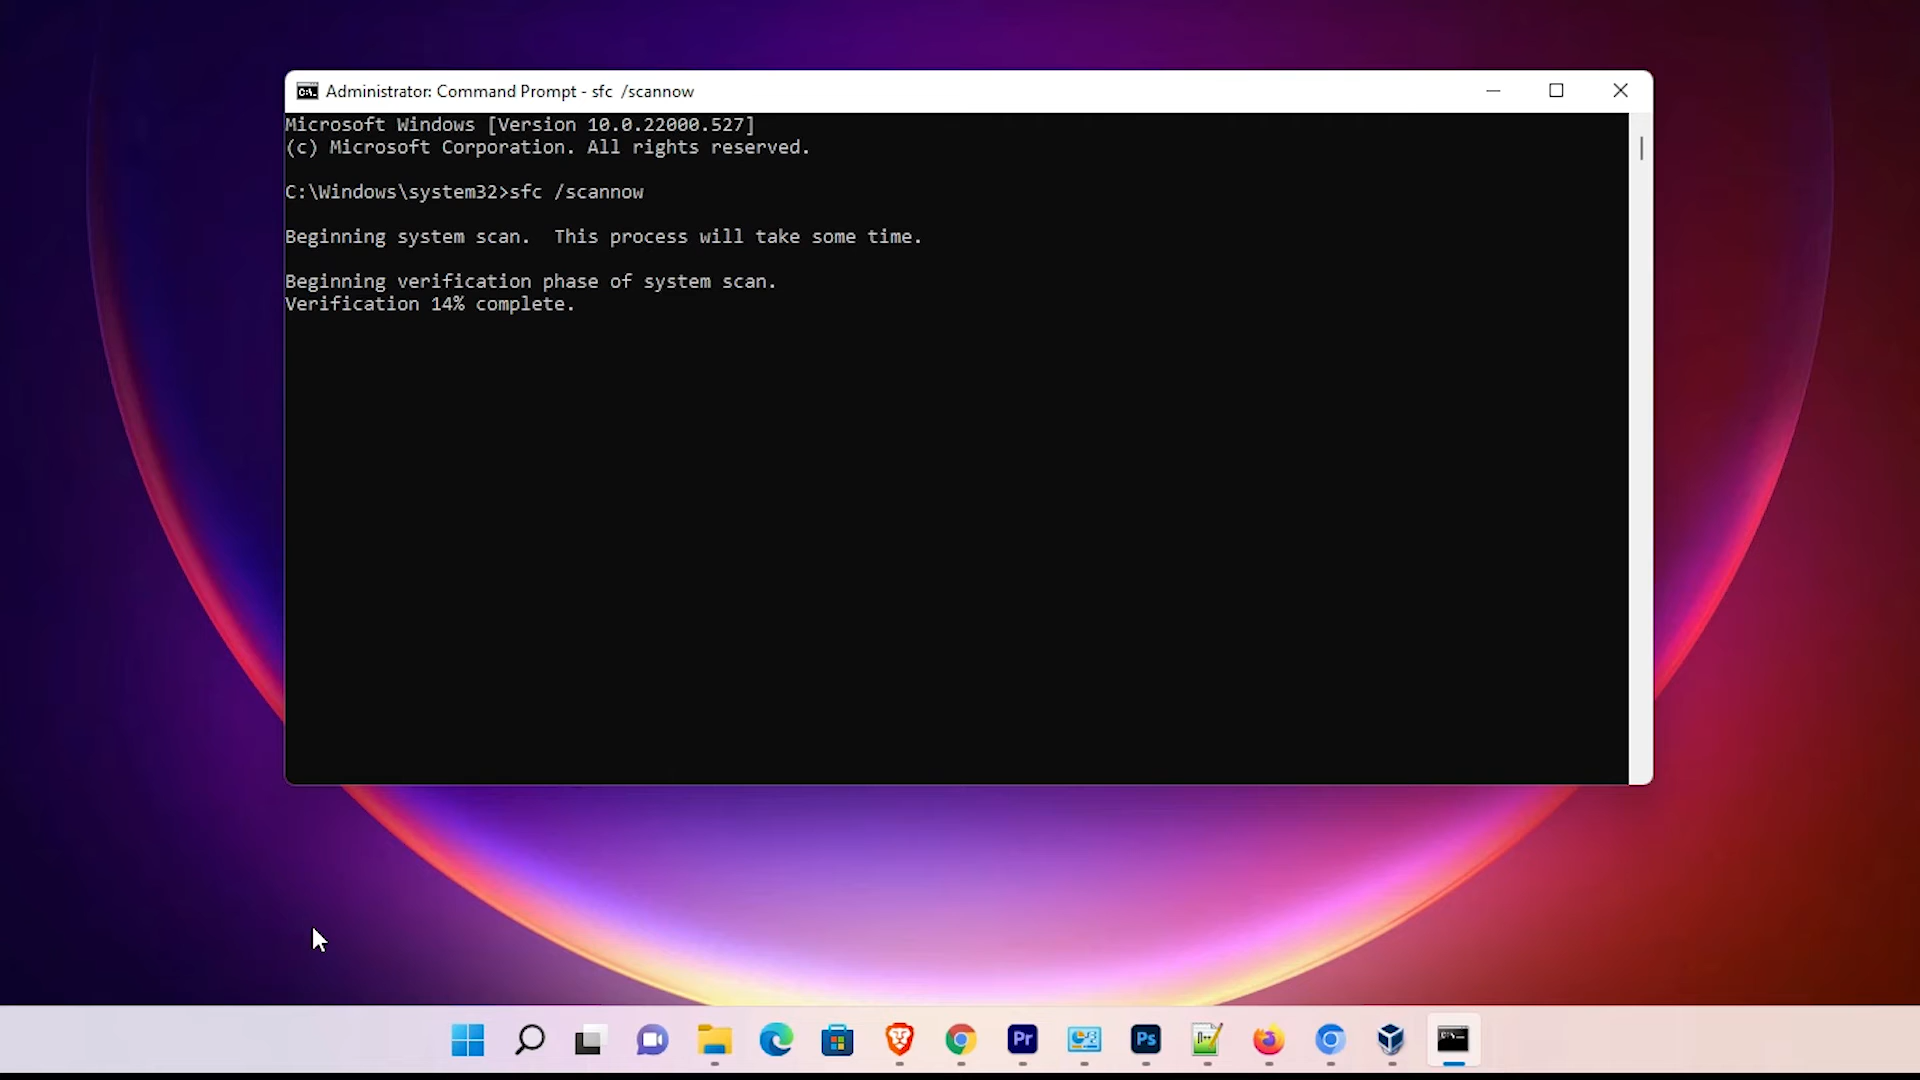 Administrator: Command Prompt - sfc  /scannow
Microsoft Windows [Version 10.0.22000.527]
(c) Microsoft Corporation. All rights reserved.
C:\Windows\system32>sfc /scannow
Beginning system scan.  This process will take some time.
Beginning verification phase of system scan.
Verification 14% complete.
Pr
Ps